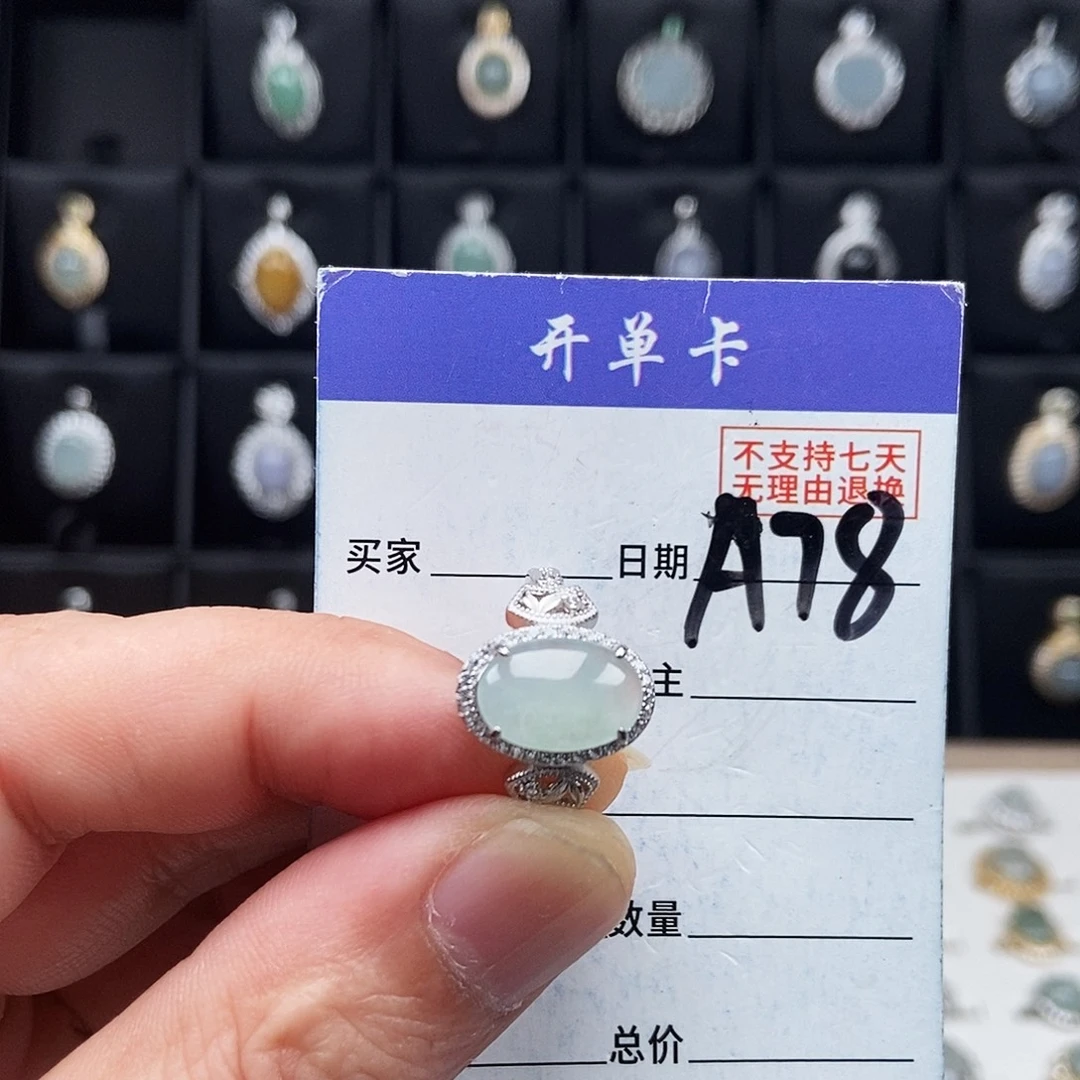 开单卡
不支持七天
无理由退换
买家 日期 A78
主
数量
总价